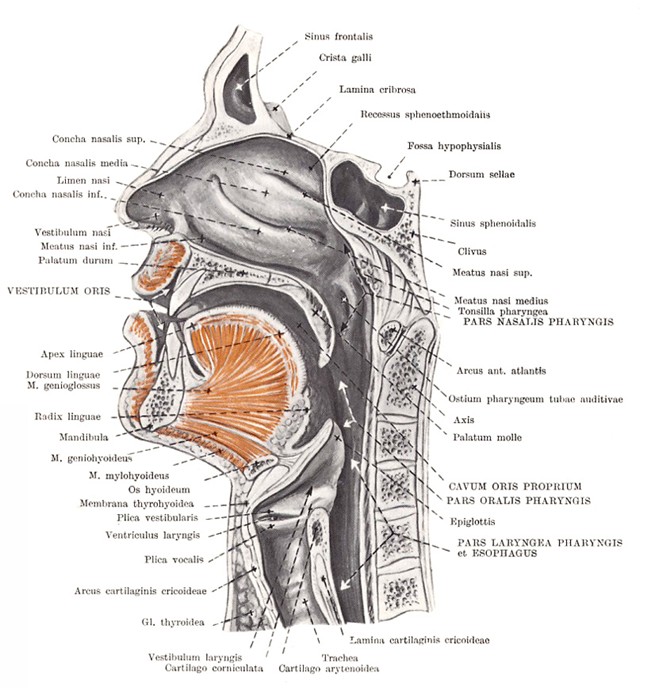 Sinus frontalis
Crista galli
Lamina cribrosa
Recessus sphenoethmoidalis
Fossa hypophysialis
Dorsum sellae
Sinus sphenoidalis
Clivus
Meatus nasi sup.
Meatus nasi medius
Tonsilla pharyngea
PARS NASALIS PHARYNGIS
Arcus ant. atlantis
Ostium pharyngeum tubae auditivae
Axis
Palatum molle
CAVUM ORIS PROPRIUM
PARS ORALIS PHARYNGIS
Epiglottis
PARS LARYNGEA PHARYNGIS
et ESOPHAGUS
Lamina cartilaginis cricoideae
Concha nasalis sup.
Concha nasalis media
Limen nasi
Concha nasalis inf.
Vestibulum nasi
Meatus nasi inf.
Palatum durum
VESTIBULUM ORIS
Apex linguae
Dorsum linguae
M. genioglossus
Radix linguae
Mandibula
M. geniohyoideus
M. mylohyoideus
Os hyoideum
Membrana thyrohyoidea
Plica vestibularis
Ventriculus laryngis
Plica vocalis
Arcus cartilaginis cricoideae
Gl. thyroidea
Vestibulum laryngis
Cartilago corniculata
Trachea
Cartilago arytenoidea